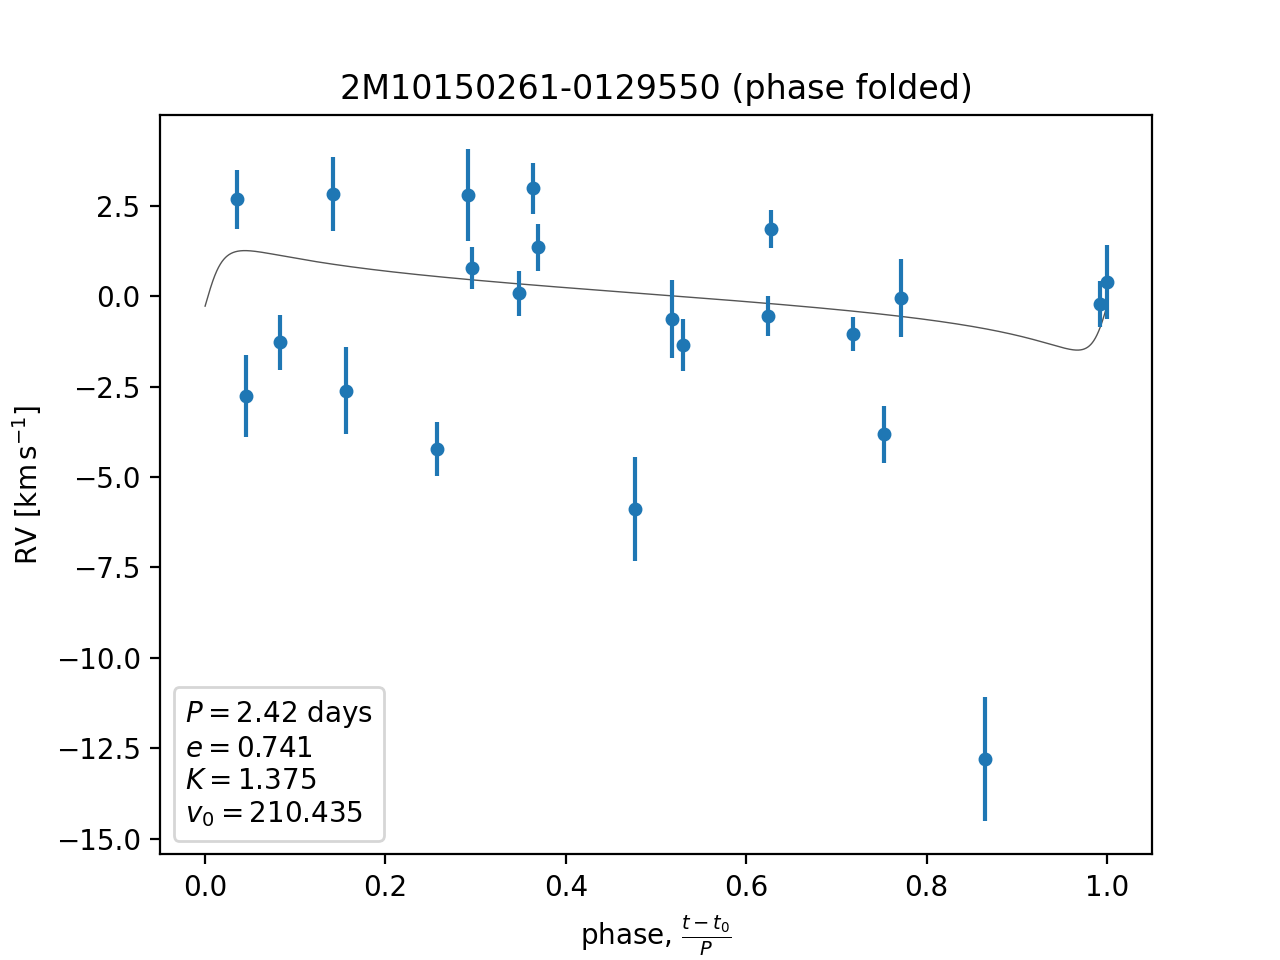 2M10150261-0129550 (phase folded)
RV [km s⁻¹]
2.5
0.0
−2.5
−5.0
−7.5
−10.0
−12.5
−15.0
P = 2.42 days
e = 0.741
K = 1.375
v₀ = 210.435
0.0 0.2 0.4 0.6 0.8 1.0
phase, (t − t₀)/P